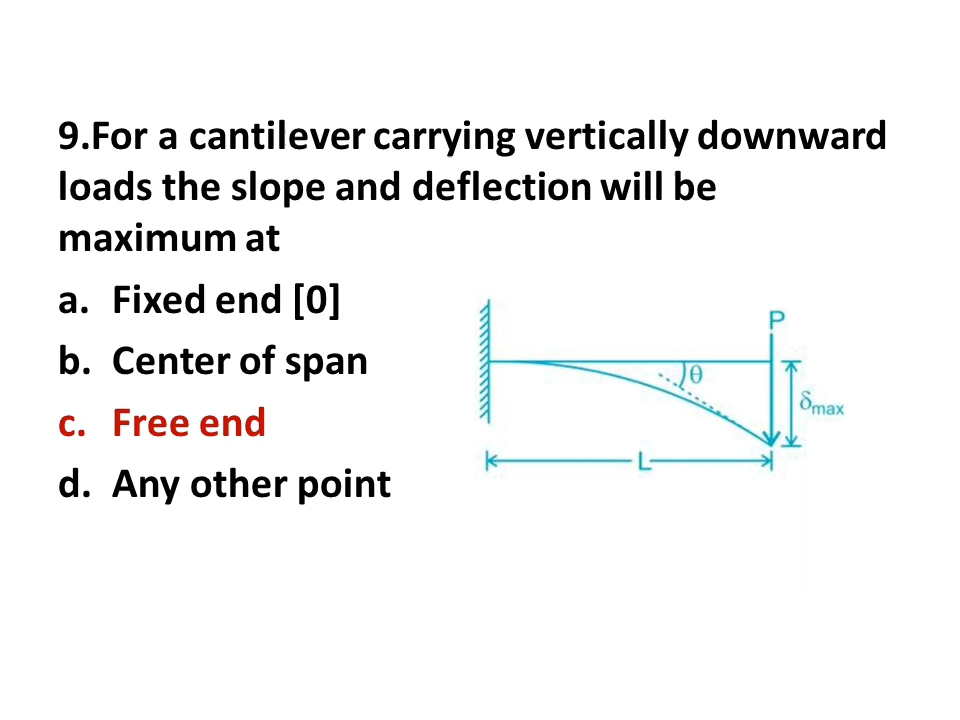 9.For a cantilever carrying vertically downward
loads the slope and deflection will be
maximum at
a. Fixed end [0]
b. Center of span
c. Free end
d. Any other point
P
θ
δmax
L